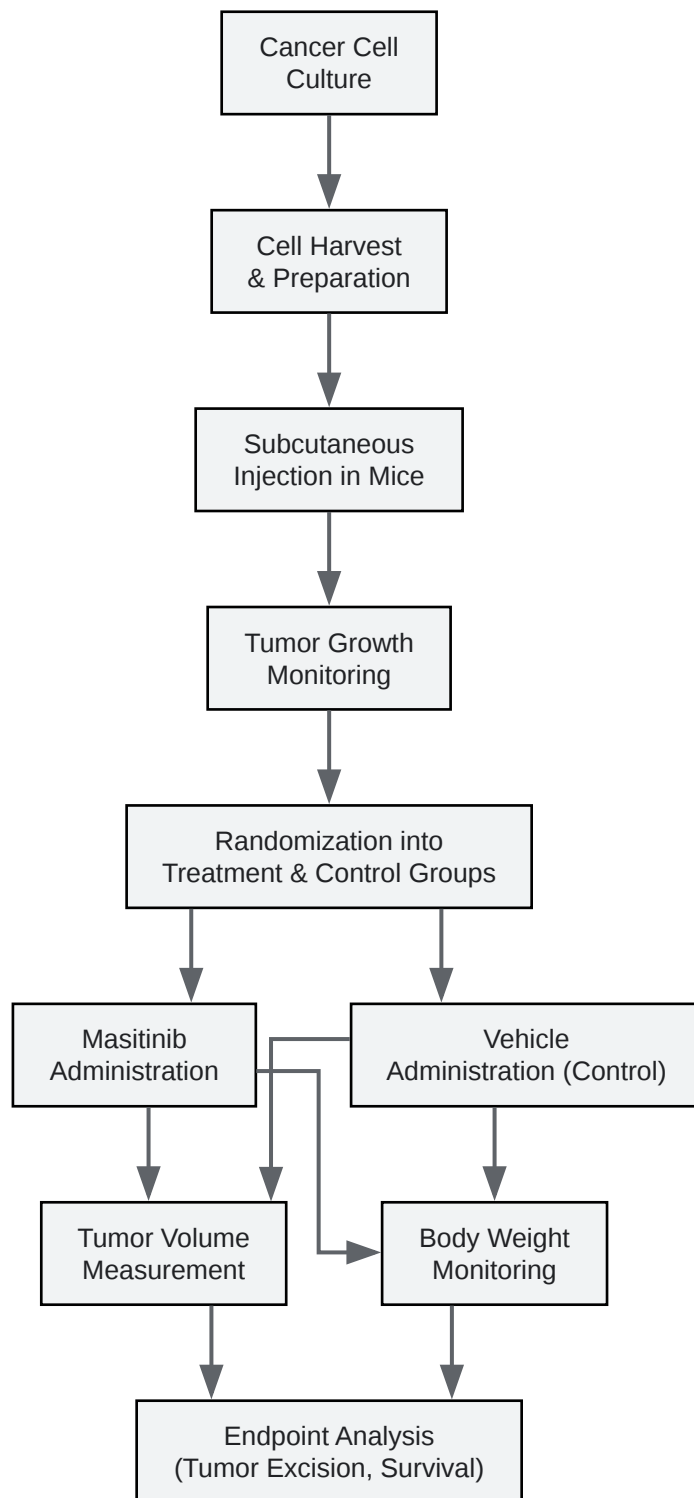 Cancer Cell
Culture
Cell Harvest
& Preparation
Subcutaneous
Injection in Mice
Tumor Growth
Monitoring
Randomization into
Treatment & Control Groups
Masitinib
Administration
Vehicle
Administration (Control)
Tumor Volume
Measurement
Body Weight
Monitoring
Endpoint Analysis
(Tumor Excision, Survival)